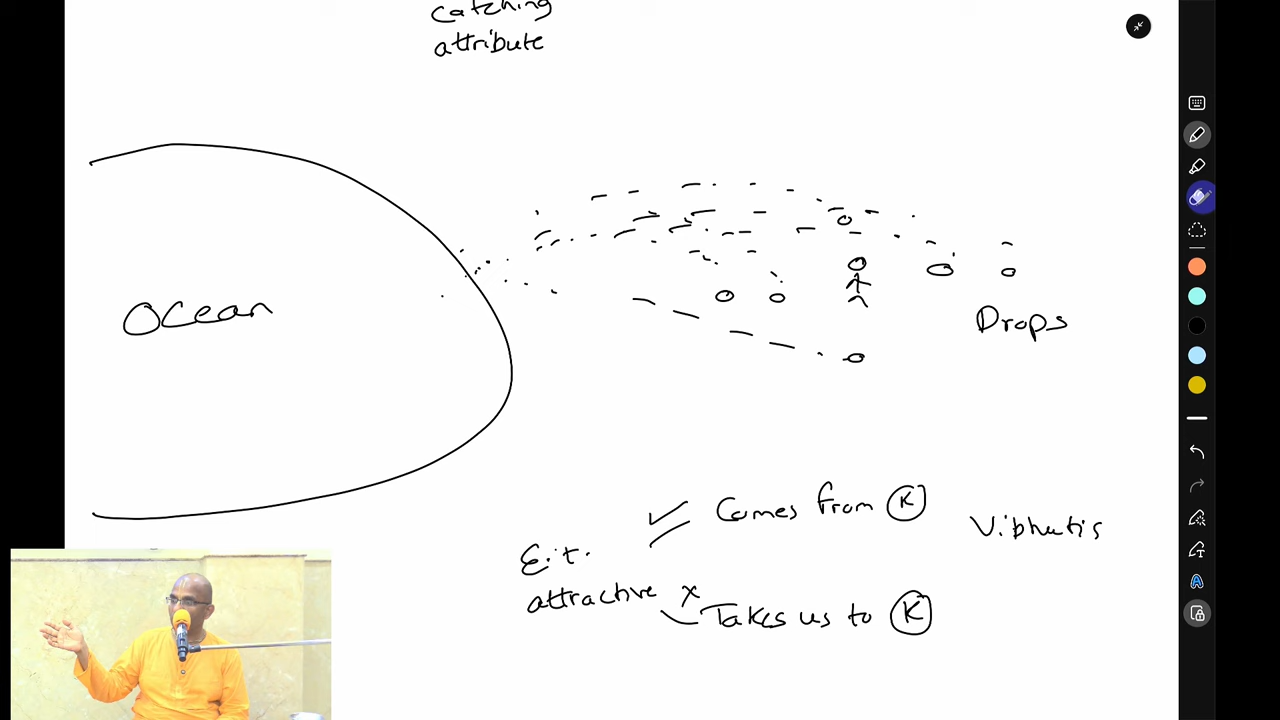 catching
attribute
Ocean
Drops
E.i.t.
attractive
Comes from K
Takes us to K
Vibhutis